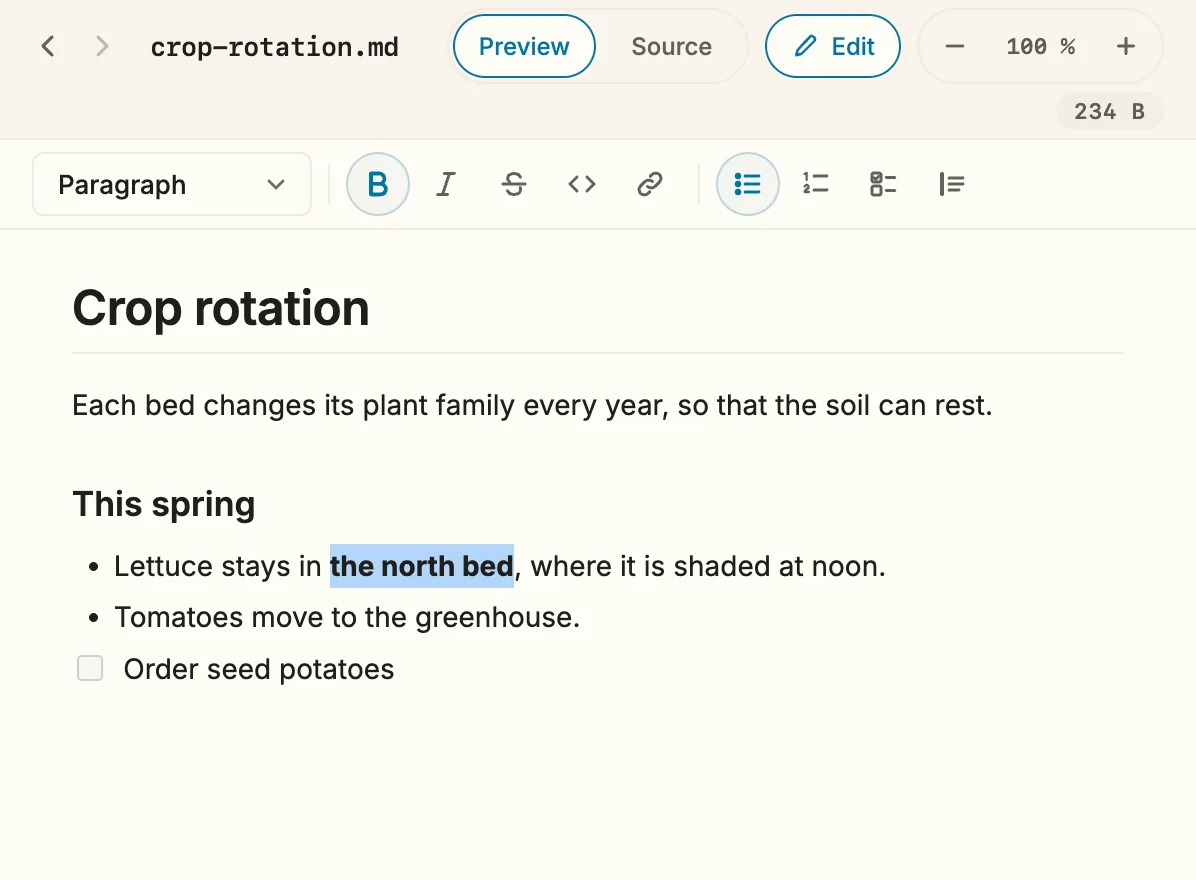 crop-rotation.md
Preview
Source
Edit
100 %
234 B
Paragraph
B
Crop rotation
Each bed changes its plant family every year, so that the soil can rest.
This spring
• Lettuce stays in the north bed, where it is shaded at noon.
• Tomatoes move to the greenhouse.
Order seed potatoes